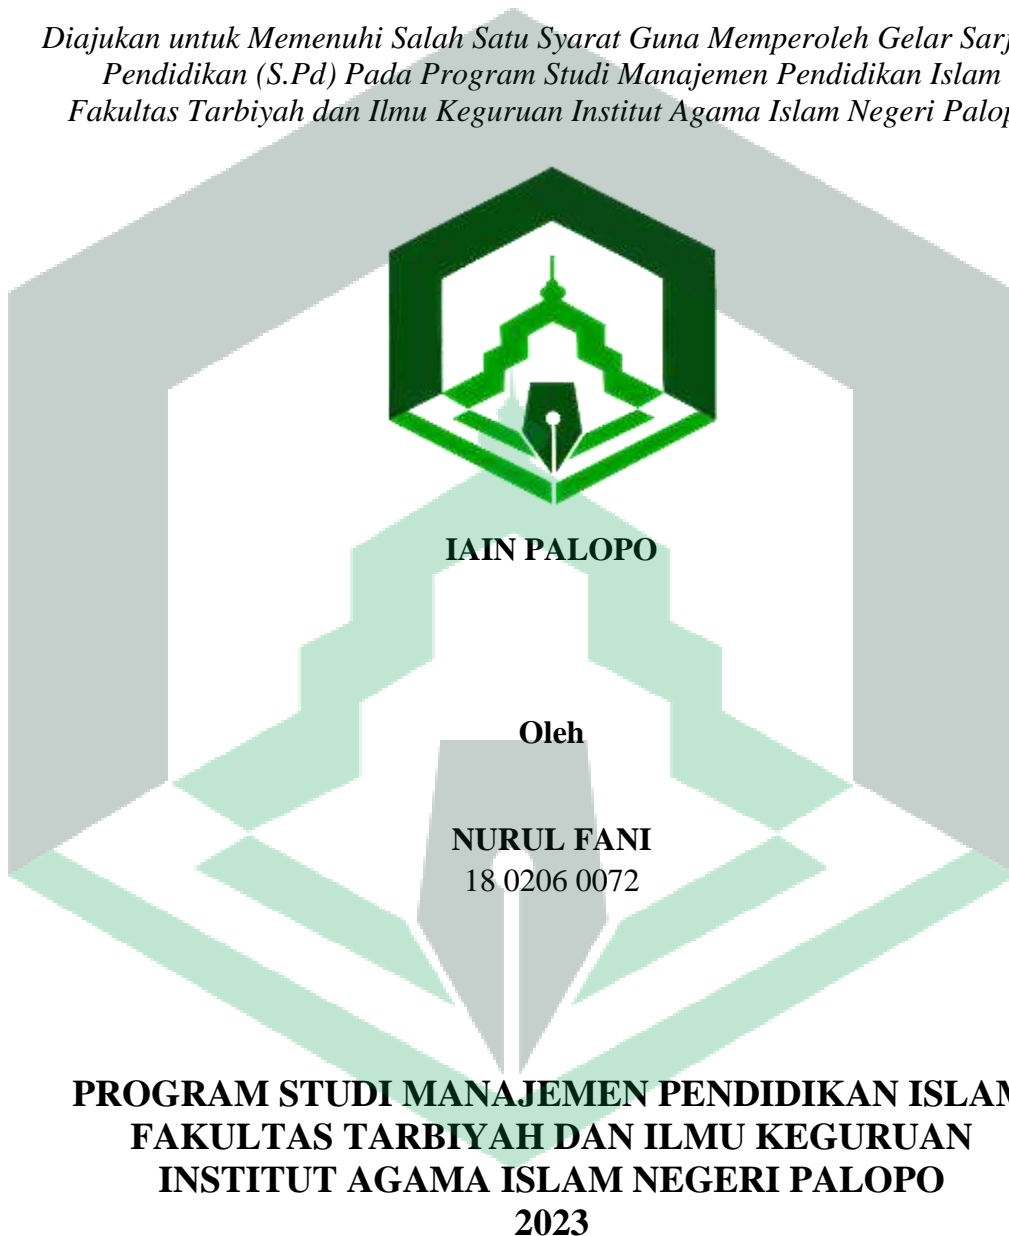 Diajukan untuk Memenuhi Salah Satu Syarat Guna Memperoleh Gelar Sarj
Pendidikan (S.Pd) Pada Program Studi Manajemen Pendidikan Islam
Fakultas Tarbiyah dan Ilmu Keguruan Institut Agama Islam Negeri Palop
IAIN PALOPO
Oleh
NURUL FANI
18 0206 0072
PROGRAM STUDI MANAJEMEN PENDIDIKAN ISLAM
FAKULTAS TARBIYAH DAN ILMU KEGURUAN
INSTITUT AGAMA ISLAM NEGERI PALOPO
2023